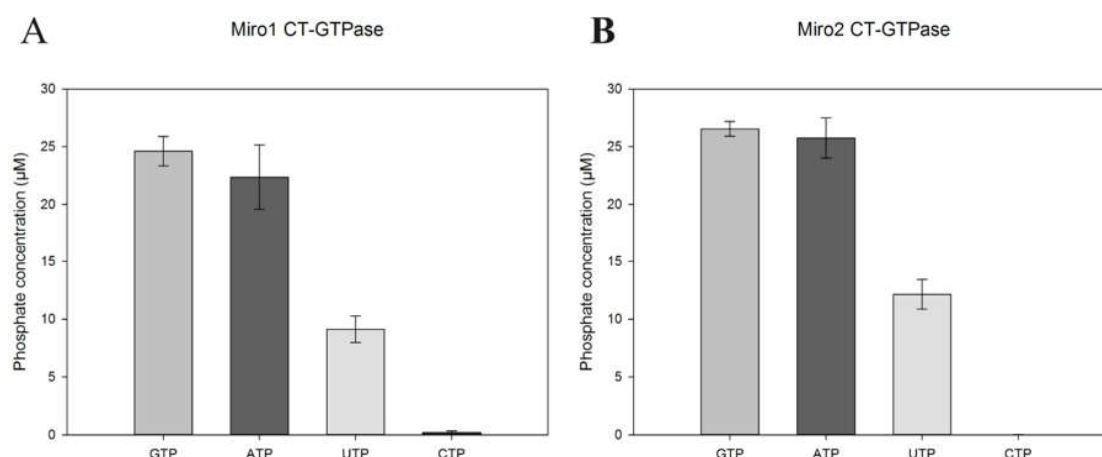 A
Miro1 CT-GTPase
Phosphate concentration (µM)
30
25
20
15
10
5
0
GTP ATP UTP CTP
B
Miro2 CT-GTPase
Phosphate concentration (µM)
30
25
20
15
10
5
0
GTP ATP UTP CTP